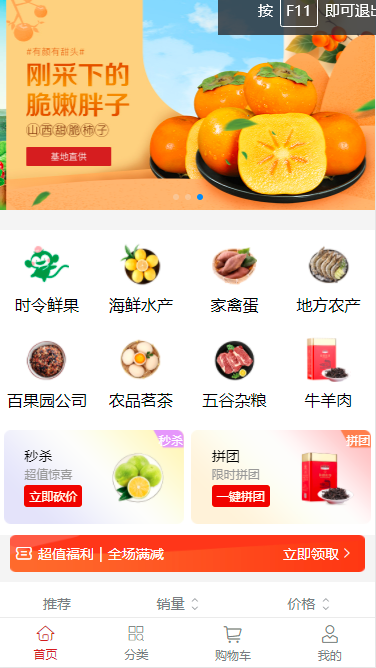 按 F11 即可退出
#有颜有甜头#
刚采下的
脆嫩胖子
山西甜脆柿子
基地直供
时令鲜果
海鲜水产
家禽蛋
地方农产
百果园公司
农品茗茶
五谷杂粮
牛羊肉
秒杀
秒杀
超值惊喜
立即砍价
拼团
拼团
限时拼团
一键拼团
超值福利 | 全场满减
立即领取
推荐
销量
价格
首页
分类
购物车
我的